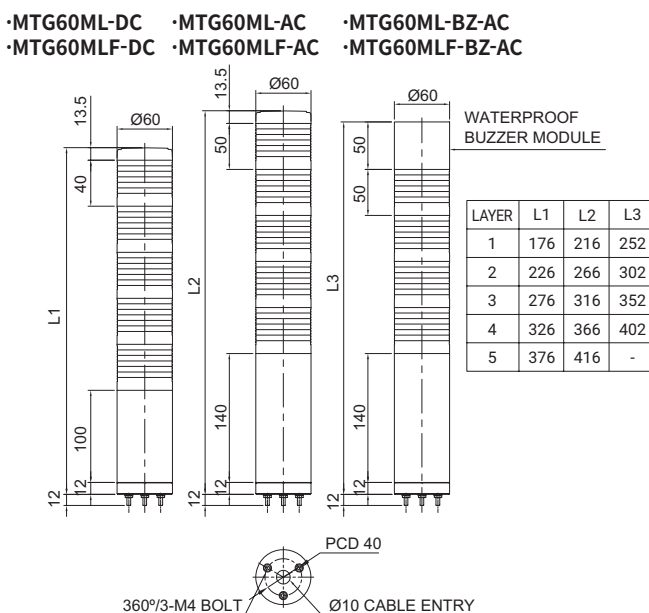 ·MTG60ML-DC ·MTG60ML-AC ·MTG60ML-BZ-AC
·MTG60MLF-DC ·MTG60MLF-AC ·MTG60MLF-BZ-AC
13.5
Ø60
40
L1
100
12
12
13.5
Ø60
50
L2
140
12
12
Ø60
50
50
L3
140
12
12
WATERPROOF
BUZZER MODULE
LAYER L1 L2 L3
1 176 216 252
2 226 266 302
3 276 316 352
4 326 366 402
5 376 416 -
PCD 40
360º/3-M4 BOLT
Ø10 CABLE ENTRY